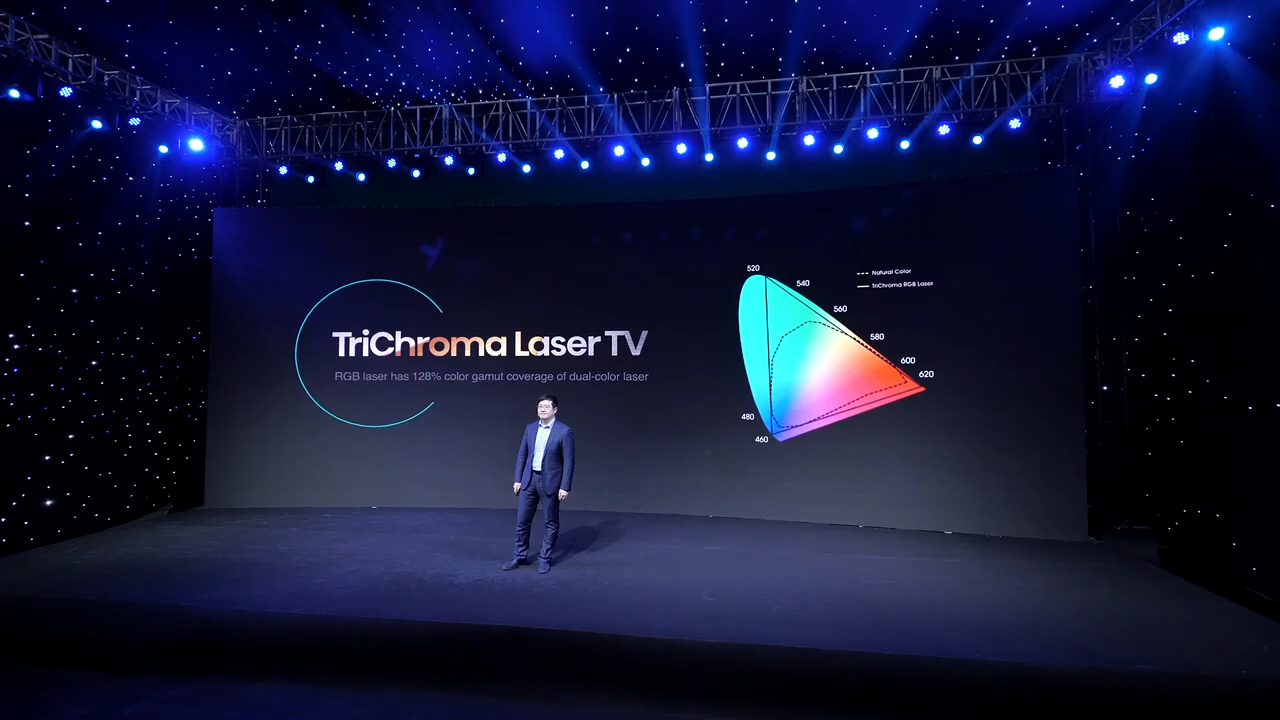 TriChroma Laser TV
RGB laser has 128% color gamut coverage of dual-color laser
520
540
560
580
600
620
480
460
Natural Color
TriChroma RGB Laser